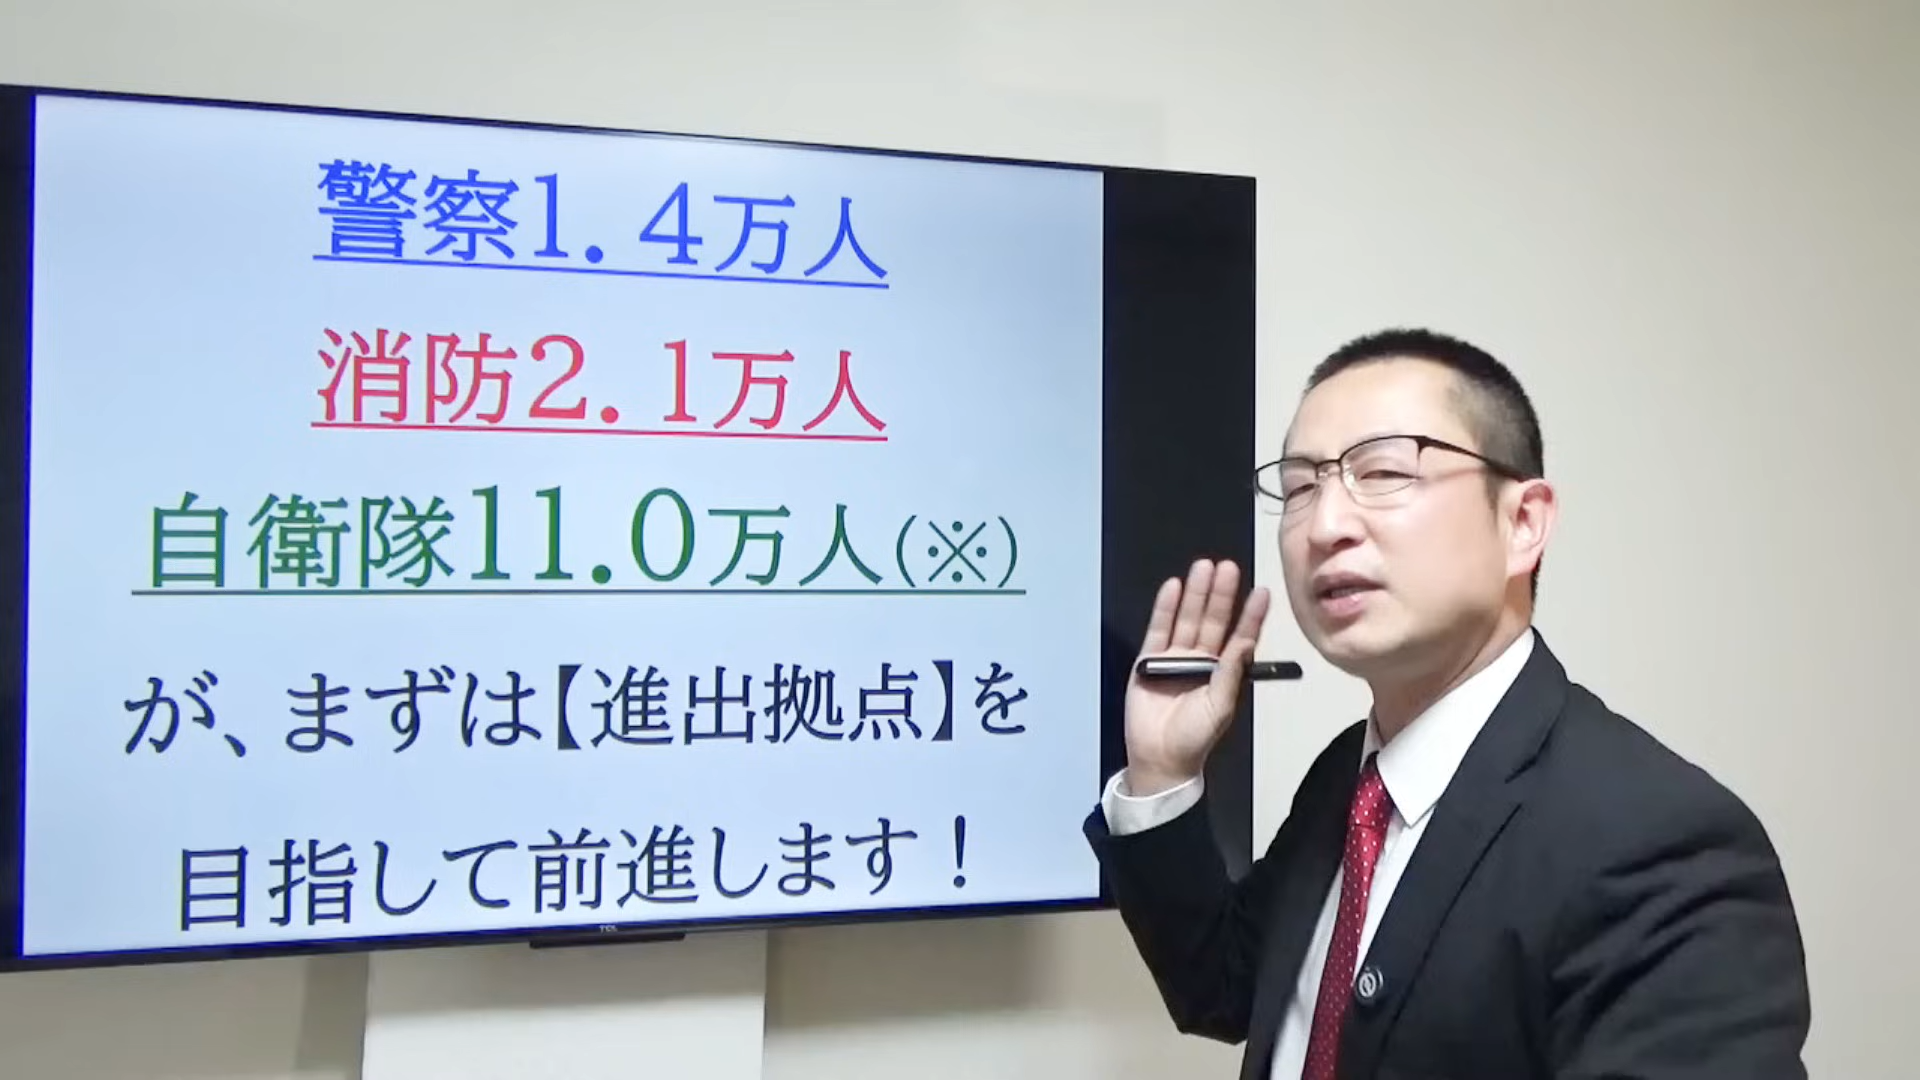 警察1.4万人
消防2.1万人
自衛隊11.0万人(※)
が、まずは【進出拠点】を
目指して前進します!
TCL